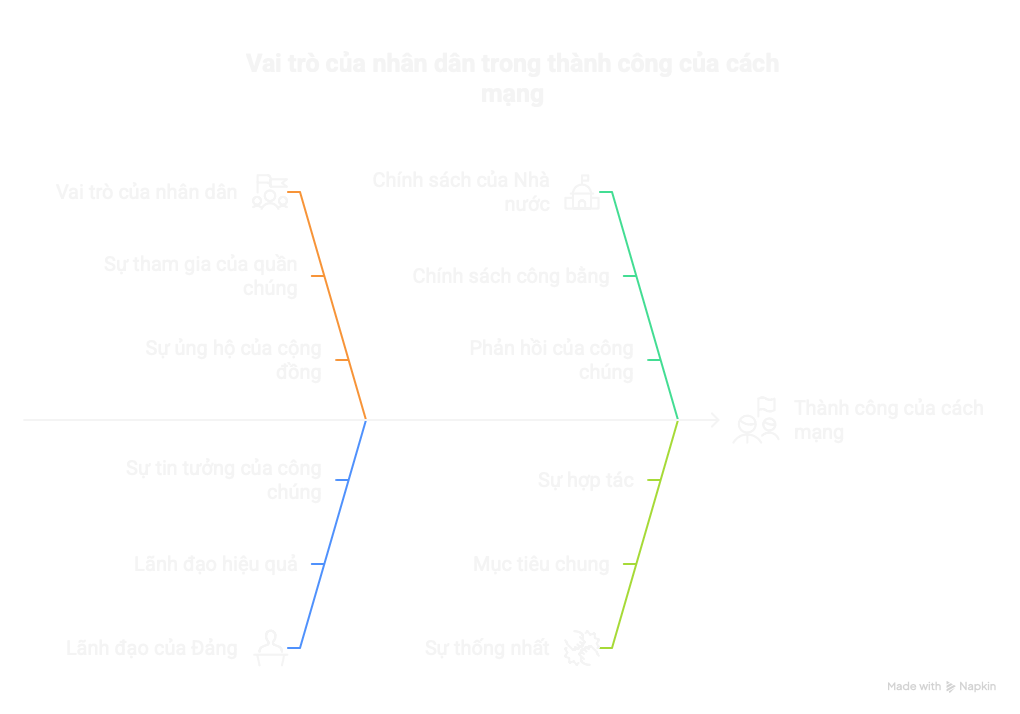 Vai trò của nhân dân trong thành công của cách
mạng
Vai trò của nhân dân
Chính sách của Nhà
nước
Sự tham gia của quần
chúng
Chính sách công bằng
Sự ủng hộ của cộng
đồng
Phản hồi của công
chúng
Thành công của cách
mạng
Sự tin tưởng của công
chúng
Sự hợp tác
Lãnh đạo hiệu quả
Mục tiêu chung
Lãnh đạo của Đảng
Sự thống nhất
Made with Napkin